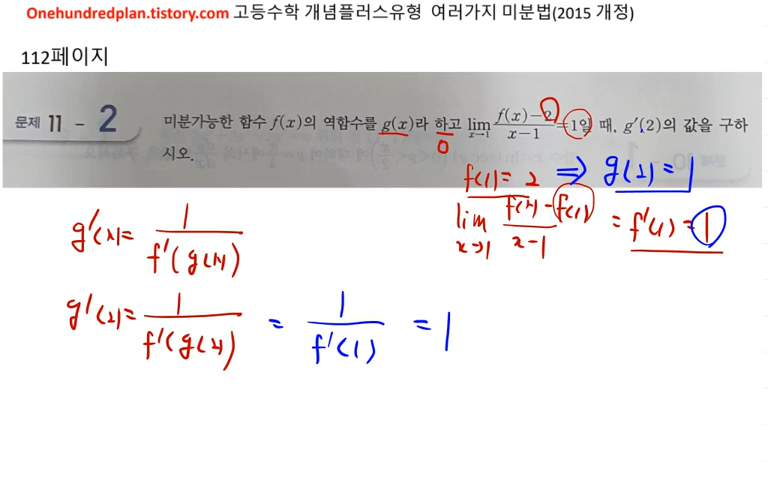 Onehundredplan.tistory.com 고등수학 개념플러스유형 여러가지 미분법(2015 개정)
112페이지
문제 11 - 2 미분가능한 함수 f(x)의 역함수를 g(x)라 하고 lim_{x→1} (f(x)-2)/(x-1) = 1일 때, g'(2)의 값을 구하
시오.
0
f(1) = 2 ⇒ g(2) = 1
lim_{x→1} (f(x) - f(1))/(x-1) = f'(1) = 1
g'(x) = 1/(f'(g(x)))
g'(2) = 1/(f'(g(2))) = 1/(f'(1)) = 1